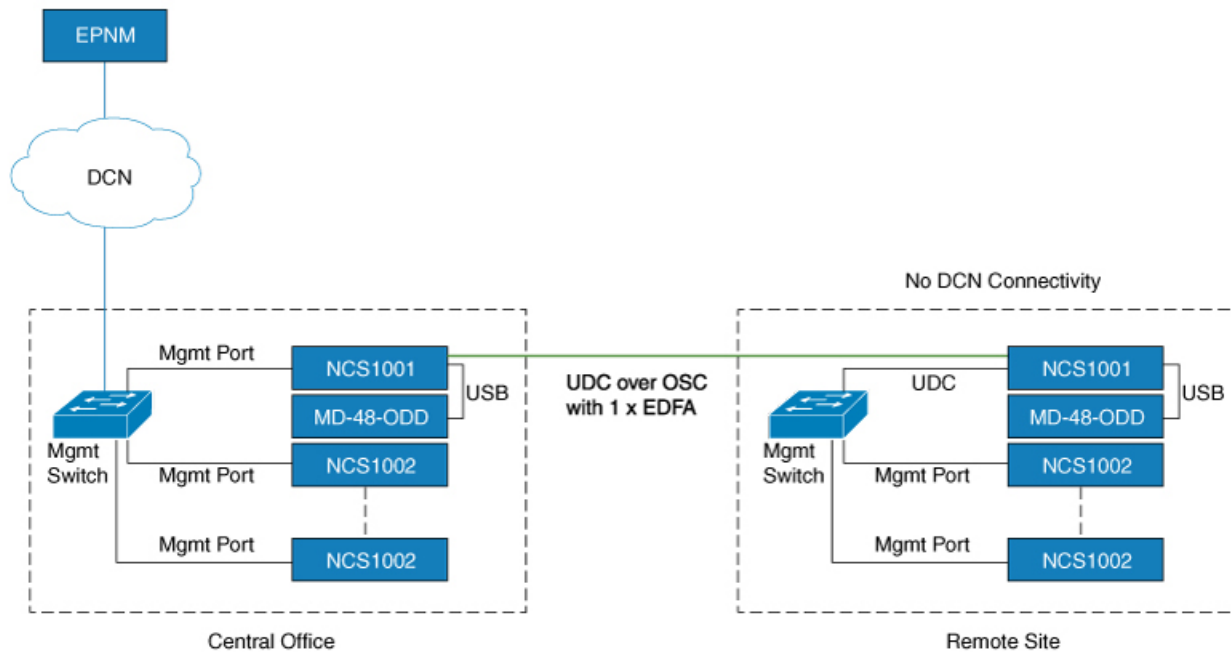 EPNM
DCN
No DCN Connectivity
Mgmt Port
NCS1001
USB
MD-48-ODD
Mgmt
Switch
Mgmt Port
NCS1002
Mgmt Port
NCS1002
Central Office
UDC over OSC
with 1 x EDFA
UDC
NCS1001
USB
MD-48-ODD
Mgmt
Switch
Mgmt Port
NCS1002
Mgmt Port
NCS1002
Remote Site